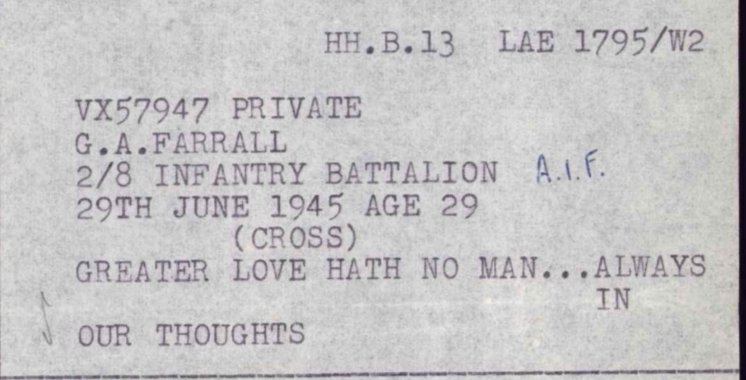 HH.B.13 LAE 1795/W2
VX57947 PRIVATE
G.A.FARRALL
2/8 INFANTRY BATTALION A.I.F.
29TH JUNE 1945 AGE 29
(CROSS)
GREATER LOVE HATH NO MAN...ALWAYS
IN
OUR THOUGHTS